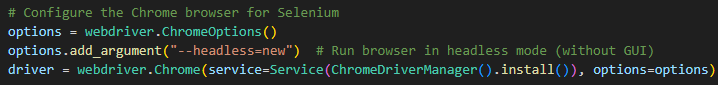 # Configure the Chrome browser for Selenium
options = webdriver.ChromeOptions()
options.add_argument("--headless=new")  # Run browser in headless mode (without GUI)
driver = webdriver.Chrome(service=Service(ChromeDriverManager().install()), options=options)